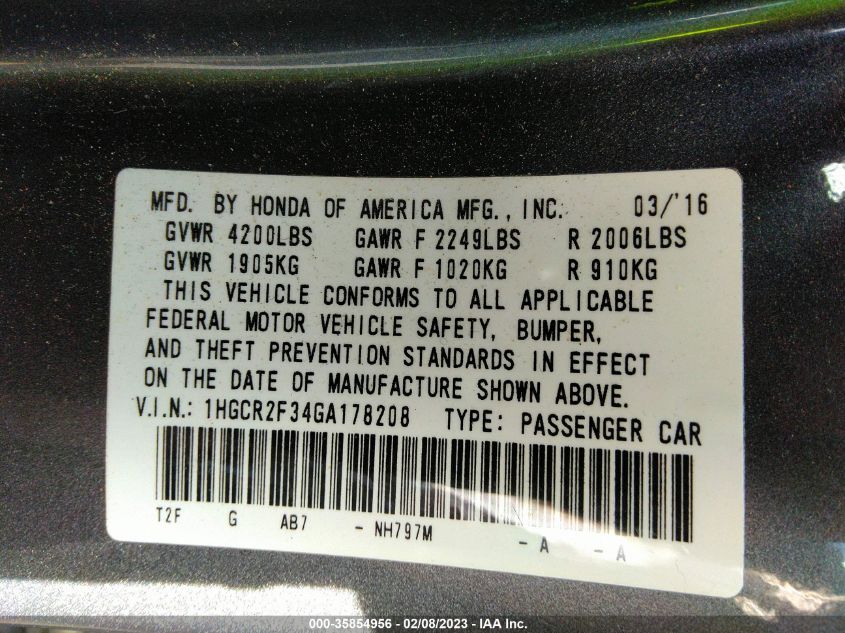 MFD. BY HONDA OF AMERICA MFG., INC. 03/'16
GVWR 4200LBS GAWR F 2249LBS R 2006LBS
GVWR 1905KG GAWR F 1020KG R 910KG
THIS VEHICLE CONFORMS TO ALL APPLICABLE
FEDERAL MOTOR VEHICLE SAFETY, BUMPER,
AND THEFT PREVENTION STANDARDS IN EFFECT
ON THE DATE OF MANUFACTURE SHOWN ABOVE.
V.I.N.: 1HGCR2F34GA178208 TYPE: PASSENGER CAR
T2F G AB7 - NH797M - A - A
000-35854956 - 02/08/2023 - IAA Inc.